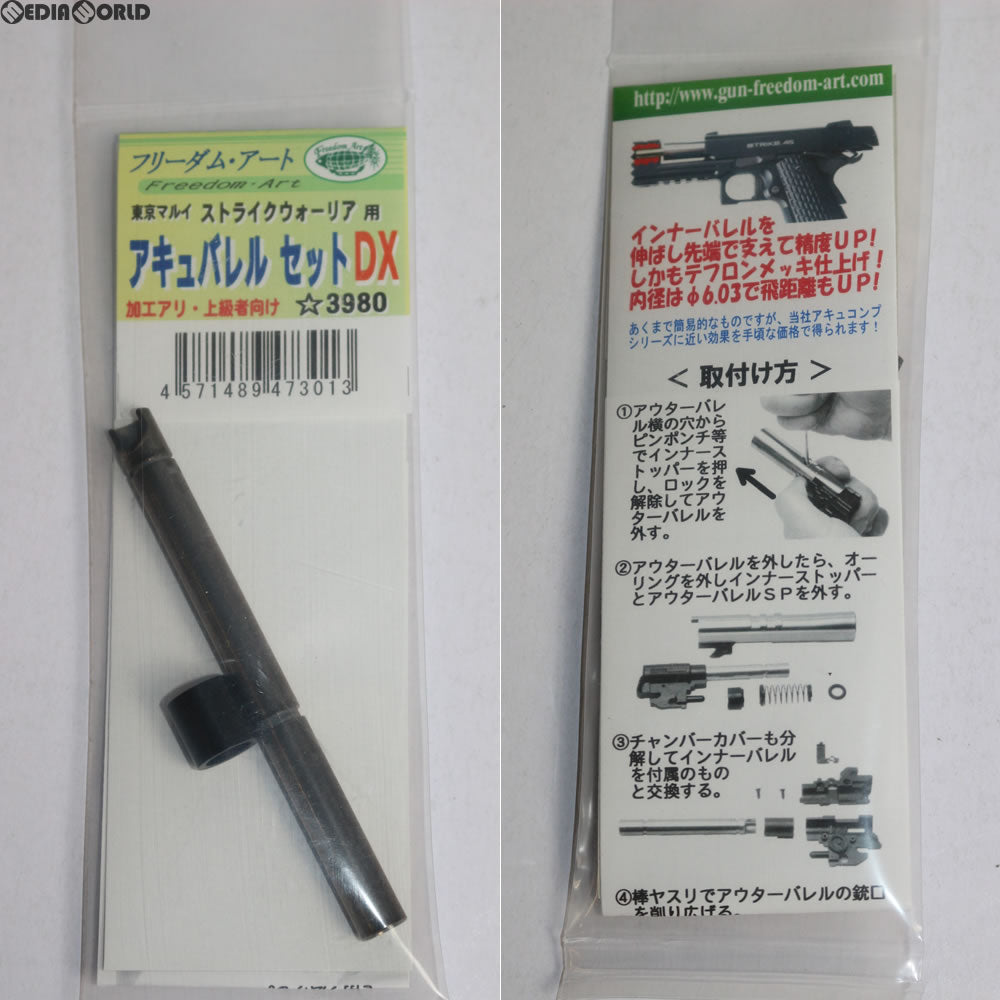 MEDIAWORLD
フリーダム・アート
Freedom・Art
Freedom Art
東京マルイ ストライクウォーリア 用
アキュバレル セットDX
加工アリ・上級者向け ☆3980
4 571489 473013
http://www.gun-freedom-art.com
STRIKE.45
インナーバレルを
伸ばし先端で支えて精度UP!
しかもテフロンメッキ仕上げ!
内径はφ6.03で飛距離もUP!
あくまで簡易的なものですが、当社アキュコンプ
シリーズに近い効果を手頃な価格で得られます!
< 取付け方 >
①アウターバレ
ル横の穴から
ピンポンチ等
でインナース
トッパーを押
し、ロックを
解除してアウ
ターバレルを
外す。
②アウターバレルを外したら、オー
リングを外しインナーストッパー
とアウターバレルSPを外す。
③チャンバーカバーも分
解してインナーバレル
を付属のもの
と交換する。
④棒ヤスリでアウターバレルの銃口
を削り広げる。